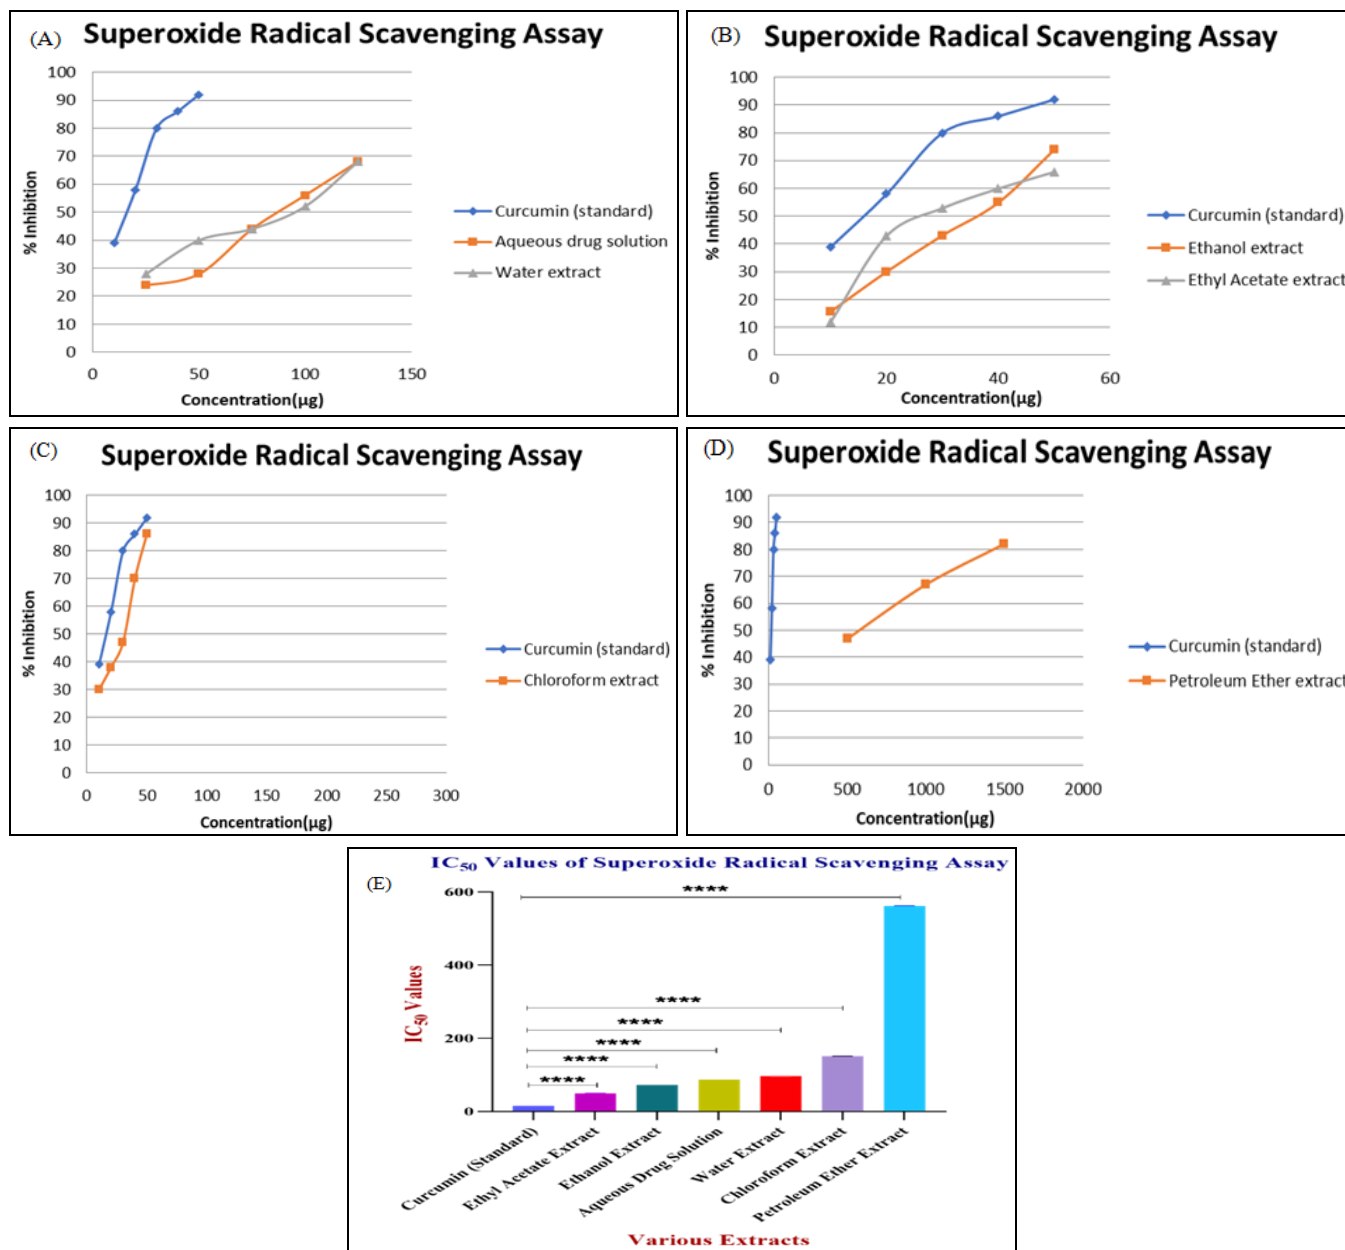 (A) Superoxide Radical Scavenging Assay
100
90
80
70
60
50
40
30
20
10
0
% Inhibition
0 50 100 150
Concentration(µg)
Curcumin (standard)
Aqueous drug solution
Water extract
(B) Superoxide Radical Scavenging Assay
100
90
80
70
60
50
40
30
20
10
0
% Inhibition
0 20 40 60
Concentration(µg)
Curcumin (standard)
Ethanol extract
Ethyl Acetate extract
(C) Superoxide Radical Scavenging Assay
100
90
80
70
60
50
40
30
20
10
0
% Inhibition
0 50 100 150 200 250 300
Concentration(µg)
Curcumin (standard)
Chloroform extract
(D) Superoxide Radical Scavenging Assay
100
90
80
70
60
50
40
30
20
10
0
% Inhibition
0 500 1000 1500 2000
Concentration(µg)
Curcumin (standard)
Petroleum Ether extract
(E) IC50 Values of Superoxide Radical Scavenging Assay
600
400
200
0
IC50 Values
****
****
****
****
****
****
Curcumin (Standard)
Ethyl Acetate Extract
Ethanol Extract
Aqueous Drug Solution
Water Extract
Chloroform Extract
Petroleum Ether Extract
Various Extracts